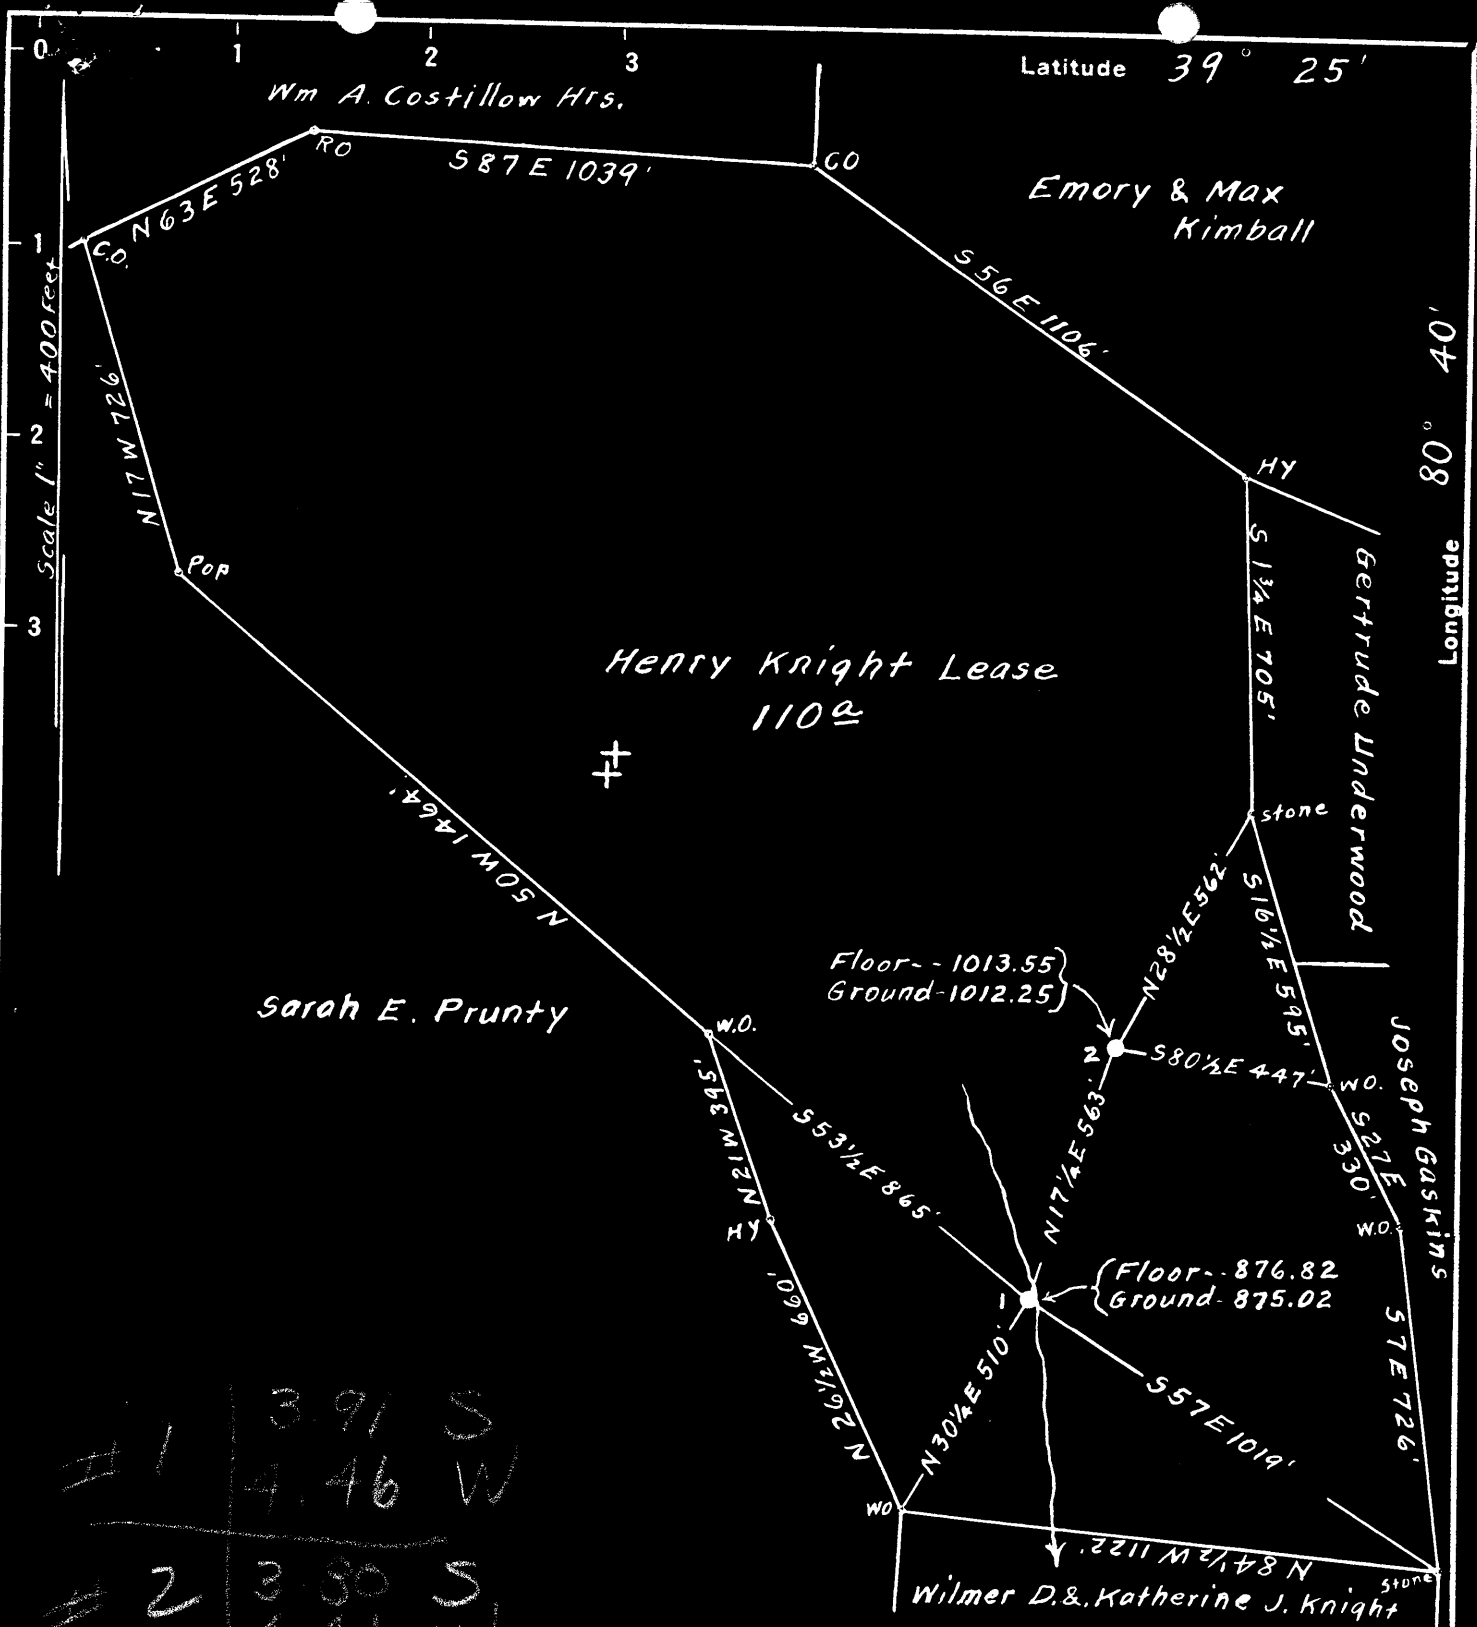 0 1 2 3
Latitude 39° 25'
Wm A. Costillow Hrs.
RO
S 87 E 1039'
CO
N 63 E 528'
C.O.
Emory & Max
Kimball
1
S 56 E 1106'
Scale 1" = 400 Feet
N 17 W 726'
2
80° 40'
Longitude
HY
Pop
S 1¾ E 705'
Gertrude Underwood
3
Henry Knight Lease
110 a
N 50 W 1464'
stone
N 28½ E 562'
S 16½ E 595'
Floor-- 1013.55
Ground-1012.25
Sarah E. Prunty
W.O.
2
S 80½ E 447'
W.O.
Joseph Gaskins
N 21 W 395'
S 53½ E 865'
N 17¼ E 563'
S 27 E
330'
HY
W.O.
Floor-- 876.82
Ground- 875.02
1
N 26½ W 660'
N 30¼ E 510'
S 57 E 1019'
S 7 E 726'
WO
N 84½ W 1122'
stone
Wilmer D. & Katherine J. Knight
# 1 3.91 S
4.46 W
# 2 3.80 S